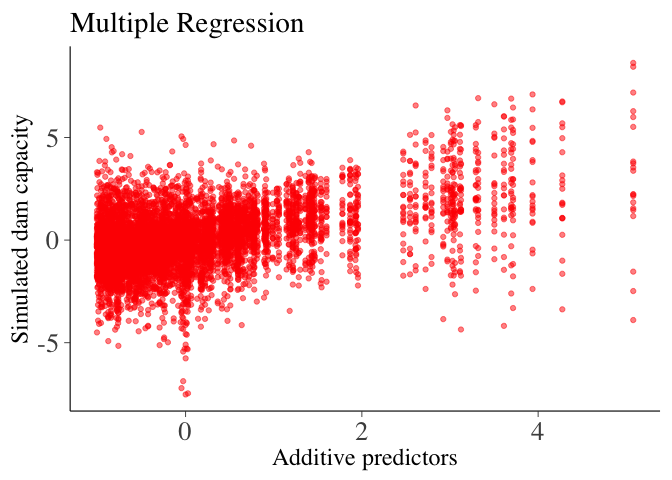 Multiple Regression
Simulated dam capacity
5
0
-5
0 2 4
Additive predictors